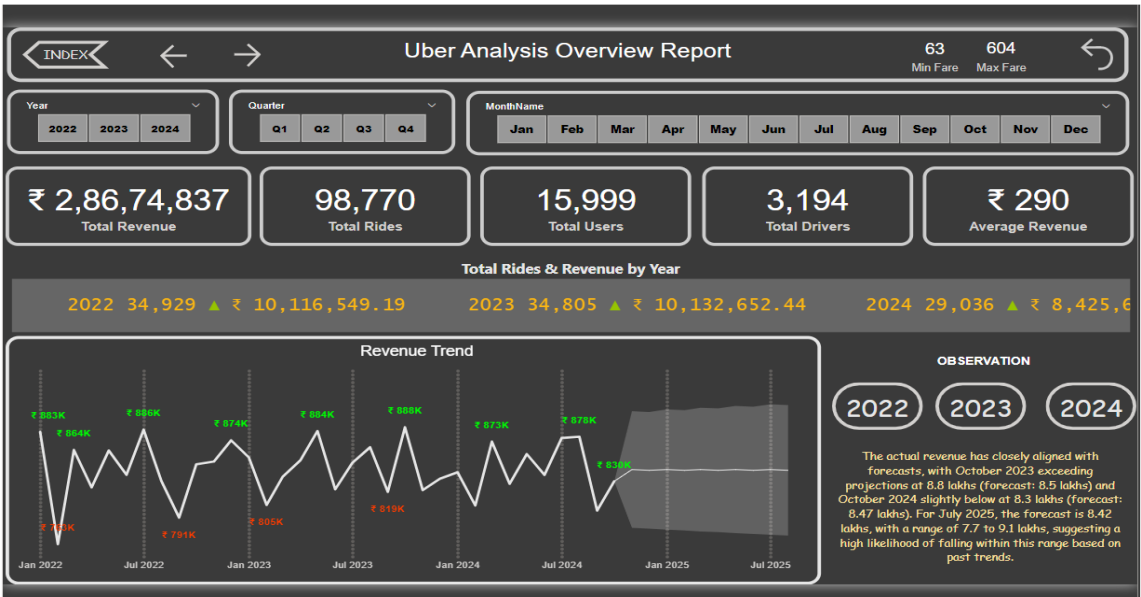 INDEX
Uber Analysis Overview Report
63 604
Min Fare Max Fare
Year
2022 2023 2024
Quarter
Q1 Q2 Q3 Q4
MonthName
Jan Feb Mar Apr May Jun Jul Aug Sep Oct Nov Dec
₹ 2,86,74,837
Total Revenue
98,770
Total Rides
15,999
Total Users
3,194
Total Drivers
₹ 290
Average Revenue
Total Rides & Revenue by Year
2022 34,929 ▲ ₹ 10,116,549.19 2023 34,805 ▲ ₹ 10,132,652.44 2024 29,036 ▲ ₹ 8,425,6
Revenue Trend
₹ 883K
₹ 864K
₹ 886K
₹ 874K
₹ 884K
₹ 888K
₹ 873K
₹ 878K
₹ 830K
₹ 791K
₹ 805K
₹ 819K
Jan 2022 Jul 2022 Jan 2023 Jul 2023 Jan 2024 Jul 2024 Jan 2025 Jul 2025
OBSERVATION
2022 2023 2024
The actual revenue has closely aligned with
forecasts, with October 2023 exceeding
projections at 8.8 lakhs (forecast: 8.5 lakhs) and
October 2024 slightly below at 8.3 lakhs (forecast:
8.47 lakhs). For July 2025, the forecast is 8.42
lakhs, with a range of 7.7 to 9.1 lakhs, suggesting a
high likelihood of falling within this range based on
past trends.